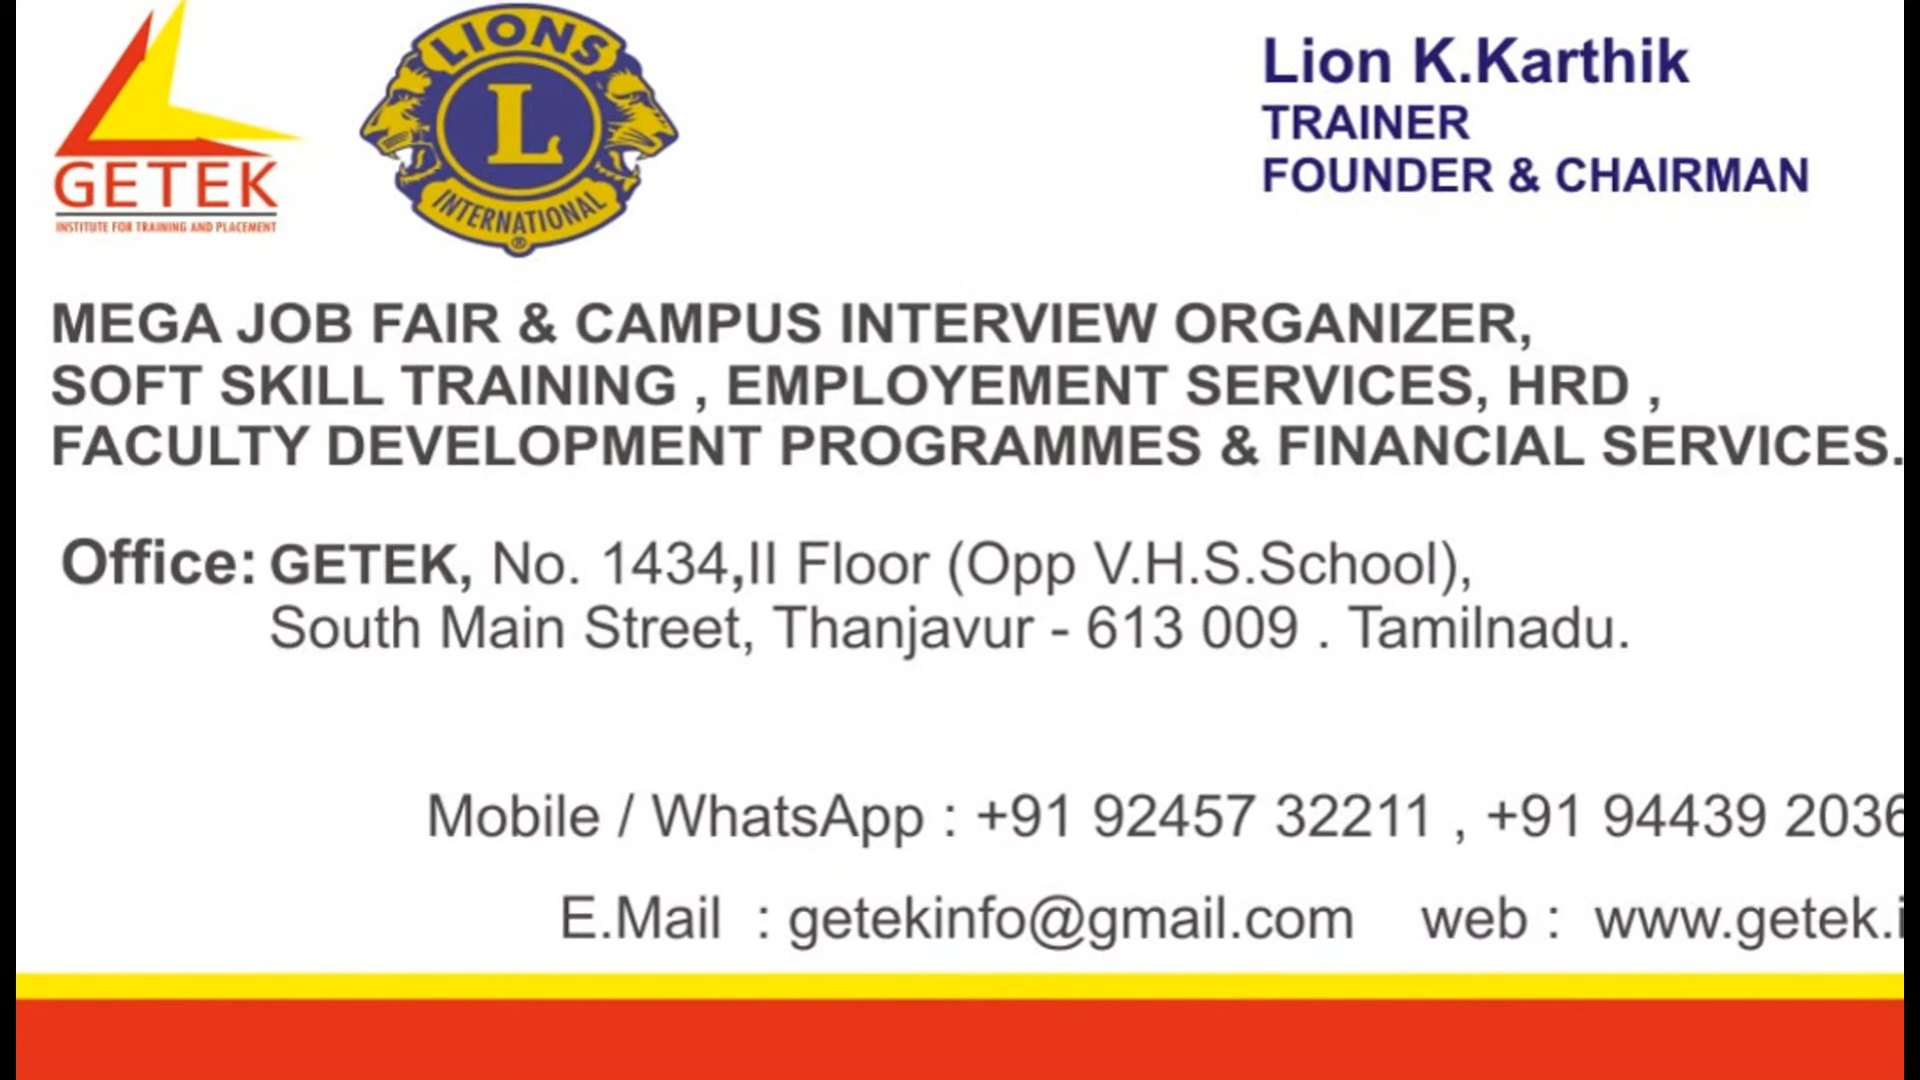 GETEK
INSTITUTE FOR TRAINING AND PLACEMENT
LIONS
L
INTERNATIONAL
®
Lion K.Karthik
TRAINER
FOUNDER & CHAIRMAN
MEGA JOB FAIR & CAMPUS INTERVIEW ORGANIZER,
SOFT SKILL TRAINING , EMPLOYEMENT SERVICES, HRD ,
FACULTY DEVELOPMENT PROGRAMMES & FINANCIAL SERVICES.
Office: GETEK, No. 1434,II Floor (Opp V.H.S.School),
South Main Street, Thanjavur - 613 009 . Tamilnadu.
Mobile / WhatsApp : +91 92457 32211 , +91 94439 2036
E.Mail : getekinfo@gmail.com web : www.getek.i